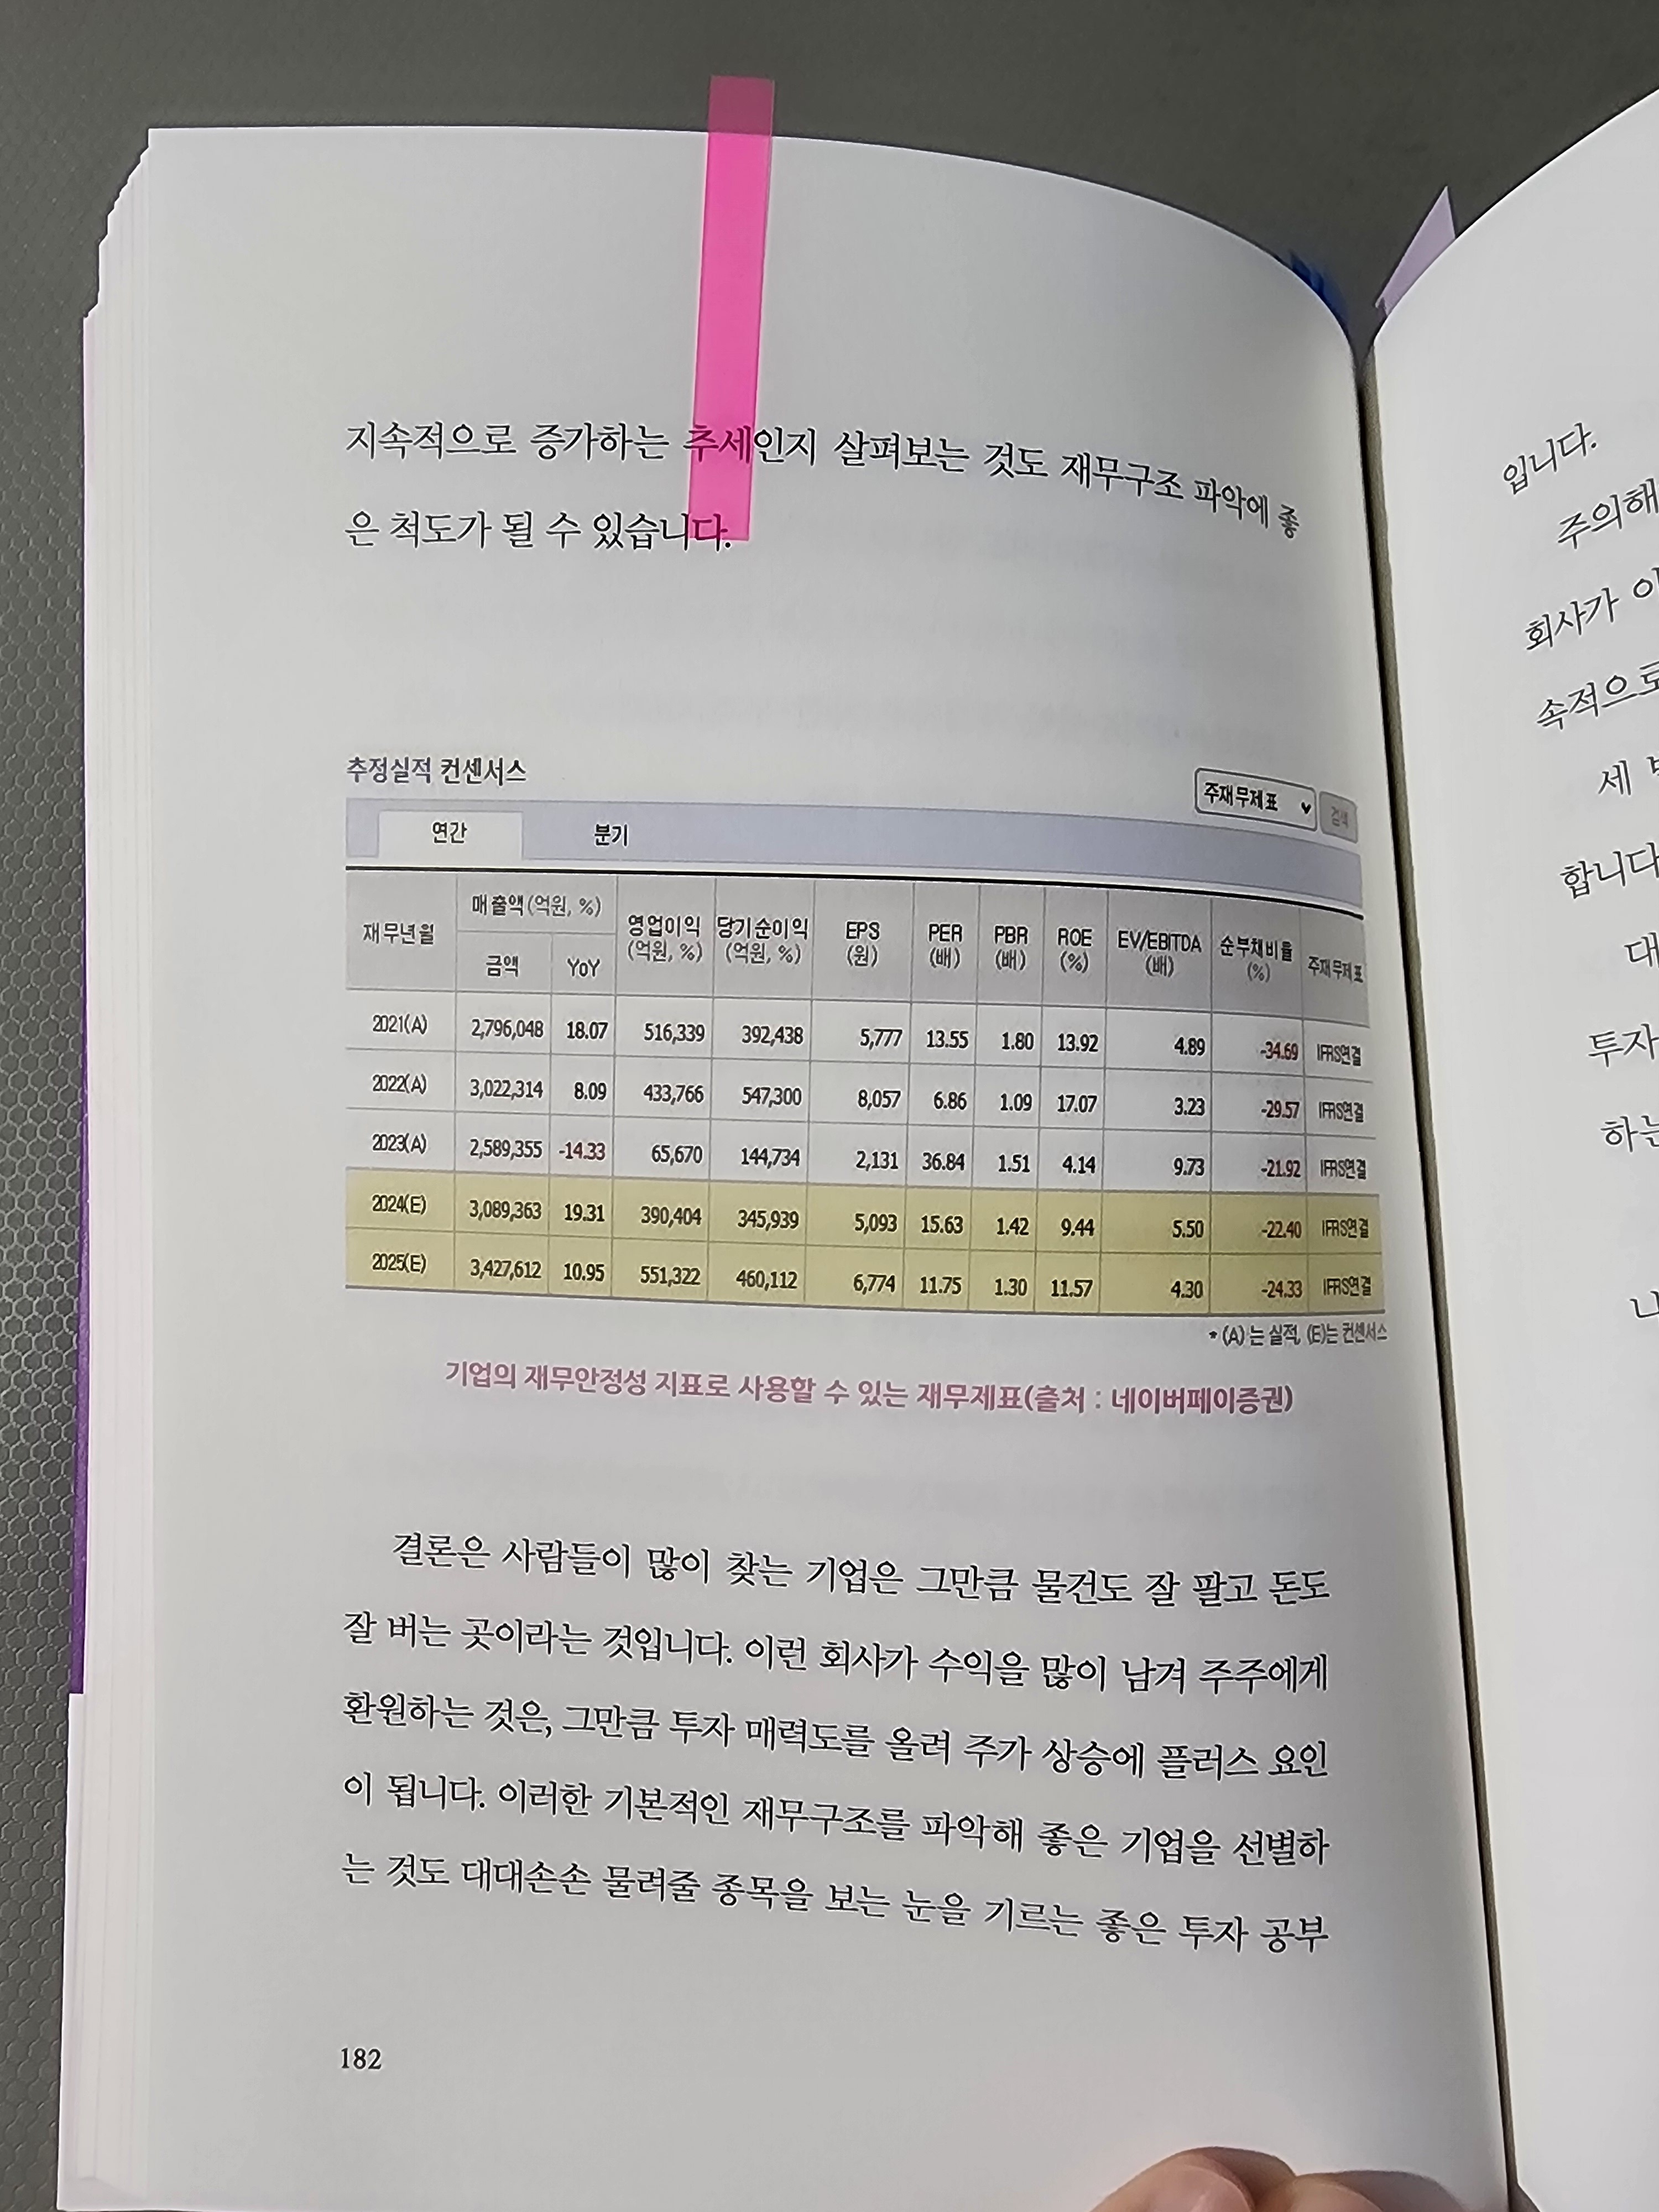 지속적으로 증가하는 추세인지 살펴보는 것도 재무구조 파악에 좋
은 척도가 될 수 있습니다.
추정실적 컨센서스
주재무제표 검색
연간 분기
재무년월 매출액(억원, %) 금액 YoY 영업이익 (억원, %) 당기순이익 (억원, %) EPS (원) PER (배) PBR (배) ROE (%) EV/EBITDA (배) 순부채비율 (%) 주재무제표
2021(A) 2,796,048 18.07 516,339 392,438 5,777 13.55 1.80 13.92 4.89 -34.69 IFRS연결
2022(A) 3,022,314 8.09 433,766 547,300 8,057 6.86 1.09 17.07 3.23 -29.57 IFRS연결
2023(A) 2,589,355 -14.33 65,670 144,734 2,131 36.84 1.51 4.14 9.73 -21.92 IFRS연결
2024(E) 3,089,363 19.31 390,404 345,939 5,093 15.63 1.42 9.44 5.50 -22.40 IFRS연결
2025(E) 3,427,612 10.95 551,322 460,112 6,774 11.75 1.30 11.57 4.30 -24.33 IFRS연결
* (A)는 실적, (E)는 컨센서스
기업의 재무안정성 지표로 사용할 수 있는 재무제표(출처 : 네이버페이증권)
결론은 사람들이 많이 찾는 기업은 그만큼 물건도 잘 팔고 돈도
잘 버는 곳이라는 것입니다. 이런 회사가 수익을 많이 남겨 주주에게
환원하는 것은, 그만큼 투자 매력도를 올려 주가 상승에 플러스 요인
이 됩니다. 이러한 기본적인 재무구조를 파악해 좋은 기업을 선별하
는 것도 대대손손 물려줄 종목을 보는 눈을 기르는 좋은 투자 공부
182
입니다.
주의해
회사가
속적으로
세
합니다
대
투자
하는